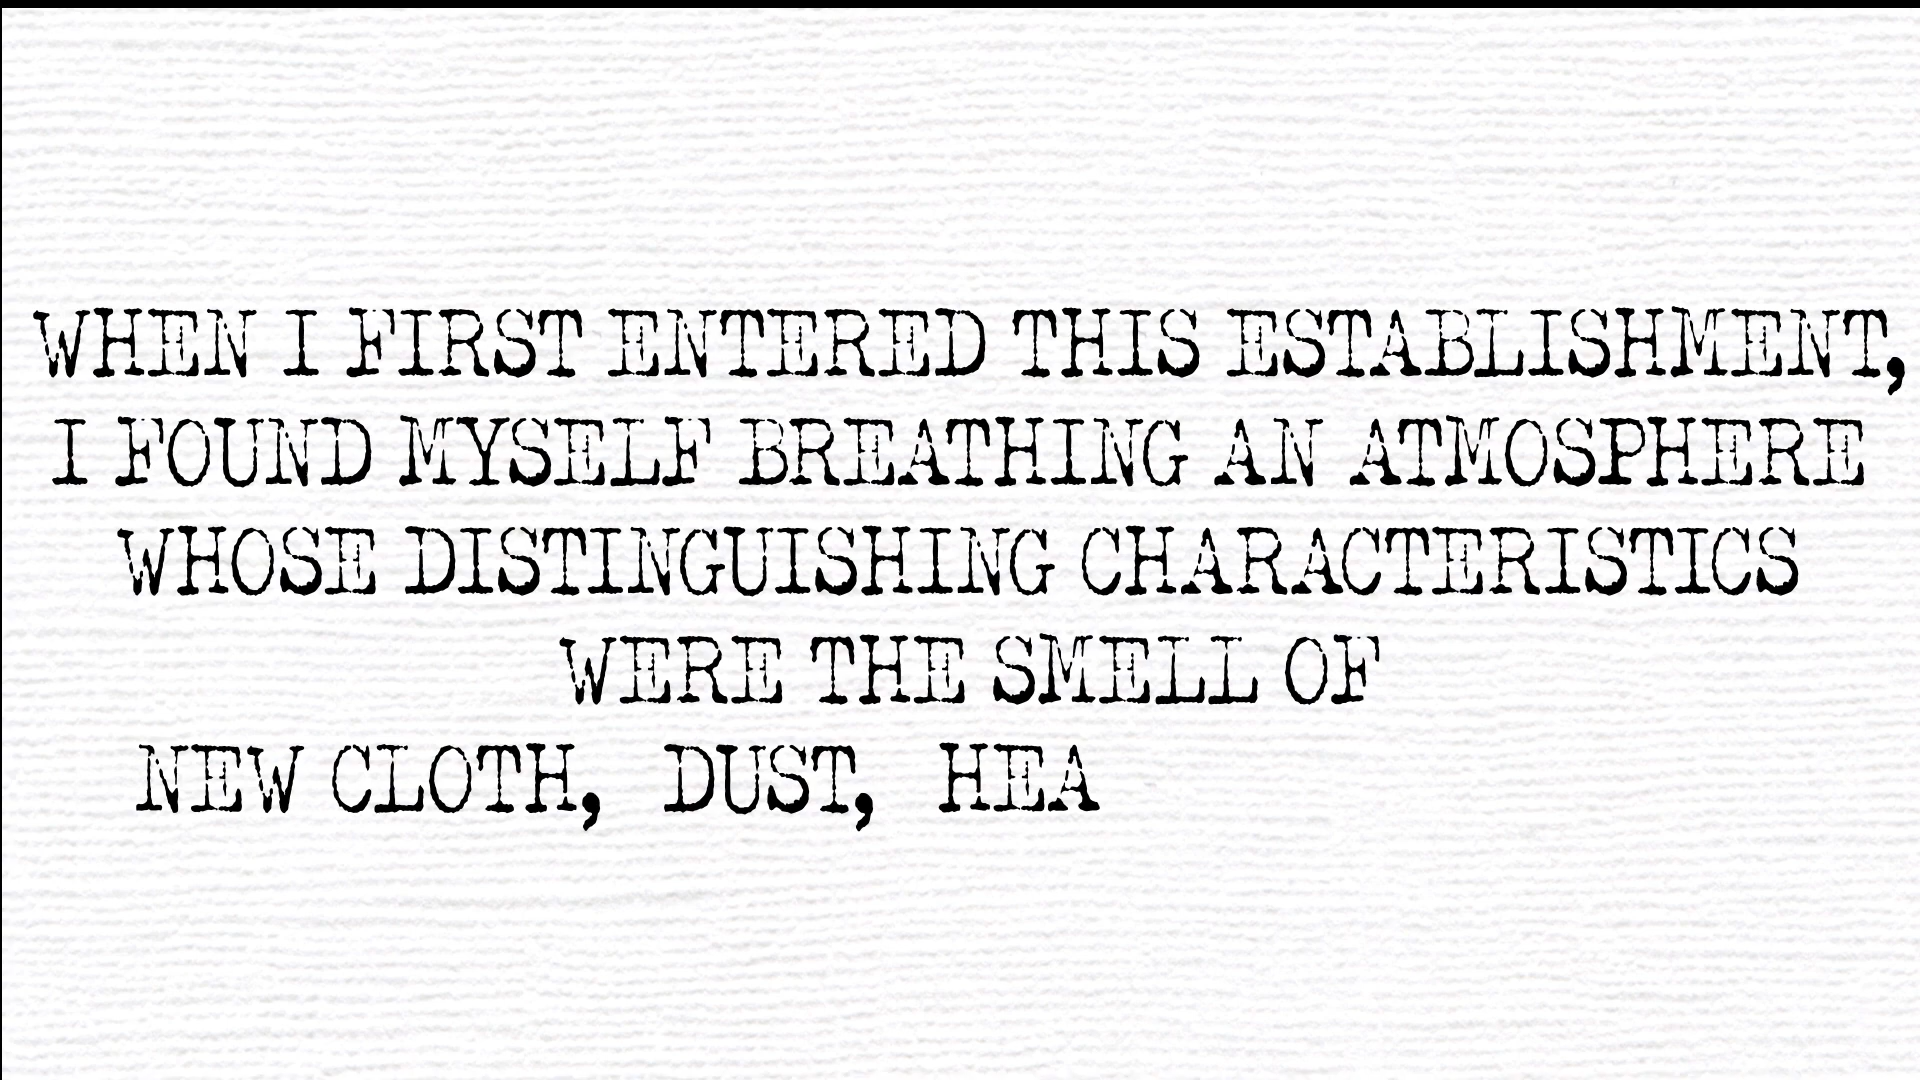 WHEN I FIRST ENTERED THIS ESTABLISHMENT,
I FOUND MYSELF BREATHING AN ATMOSPHERE
WHOSE DISTINGUISHING CHARACTERISTICS
WERE THE SMELL OF
NEW CLOTH, DUST, HEA